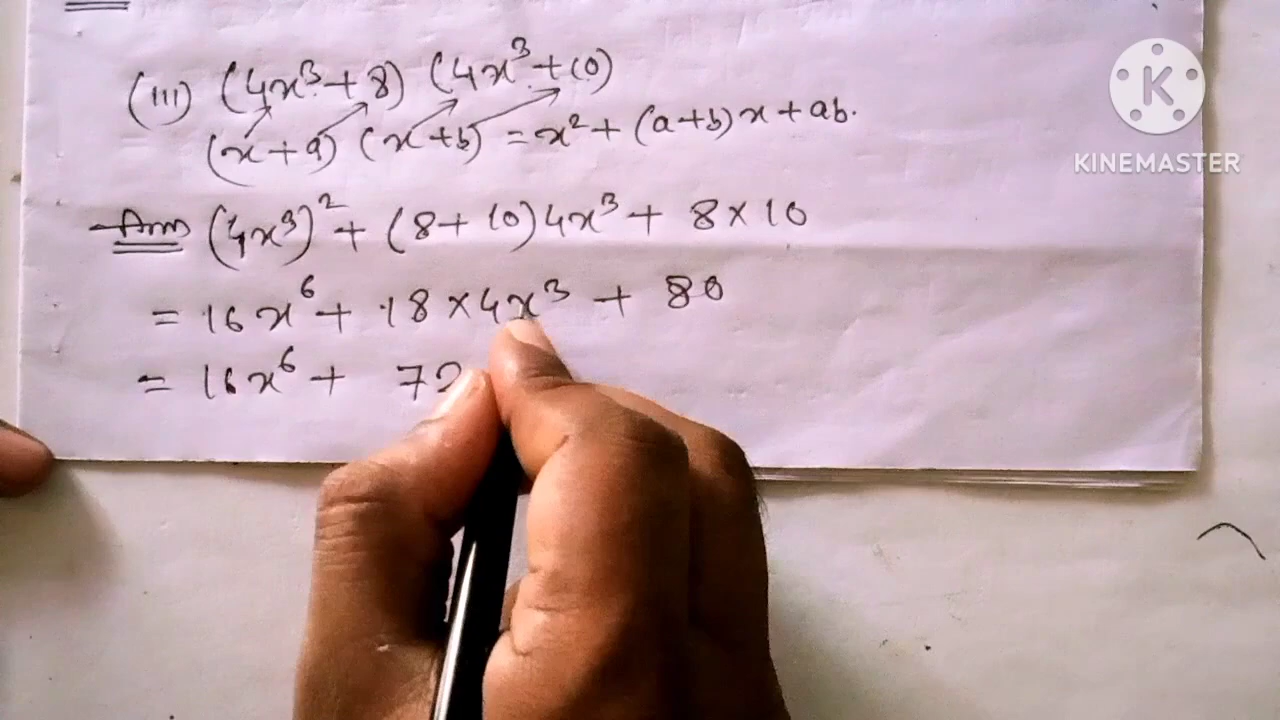 (III) (4x³ + 8) (4x³ + 10)
(x + a) (x + b) = x² + (a+b) x + ab.
Ans (4x³)² + (8 + 10) 4x³ + 8 × 10
= 16x⁶ + 18 × 4x³ + 80
= 16x⁶ + 72
K
KINEMASTER